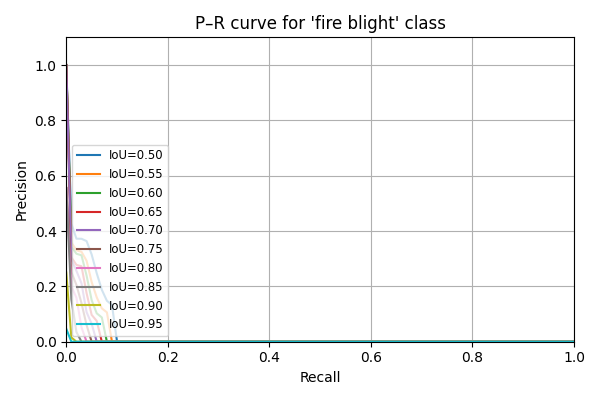 P–R curve for 'fire blight' class
Precision
1.0
0.8
0.6
0.4
0.2
0.0
IoU=0.50
IoU=0.55
IoU=0.60
IoU=0.65
IoU=0.70
IoU=0.75
IoU=0.80
IoU=0.85
IoU=0.90
IoU=0.95
0.0 0.2 0.4 0.6 0.8 1.0
Recall